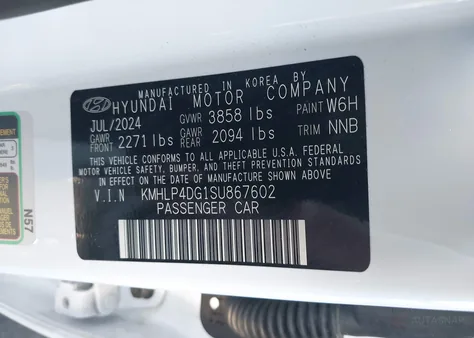 MANUFACTURED IN KOREA BY
HYUNDAI MOTOR COMPANY
JUL/2024 GVWR 3858 lbs PAINT W6H
GAWR FRONT 2271 lbs GAWR REAR 2094 lbs TRIM NNB
THIS VEHICLE CONFORMS TO ALL APPLICABLE U.S.A FEDERAL
MOTOR VEHICLE SAFETY, BUMPER, AND THEFT PREVENTION STANDARDS
IN EFFECT ON THE DATE OF MANUFACTURE SHOWN ABOVE.
V.I.N KMHLP4DG1SU867602
PASSENGER CAR
N57